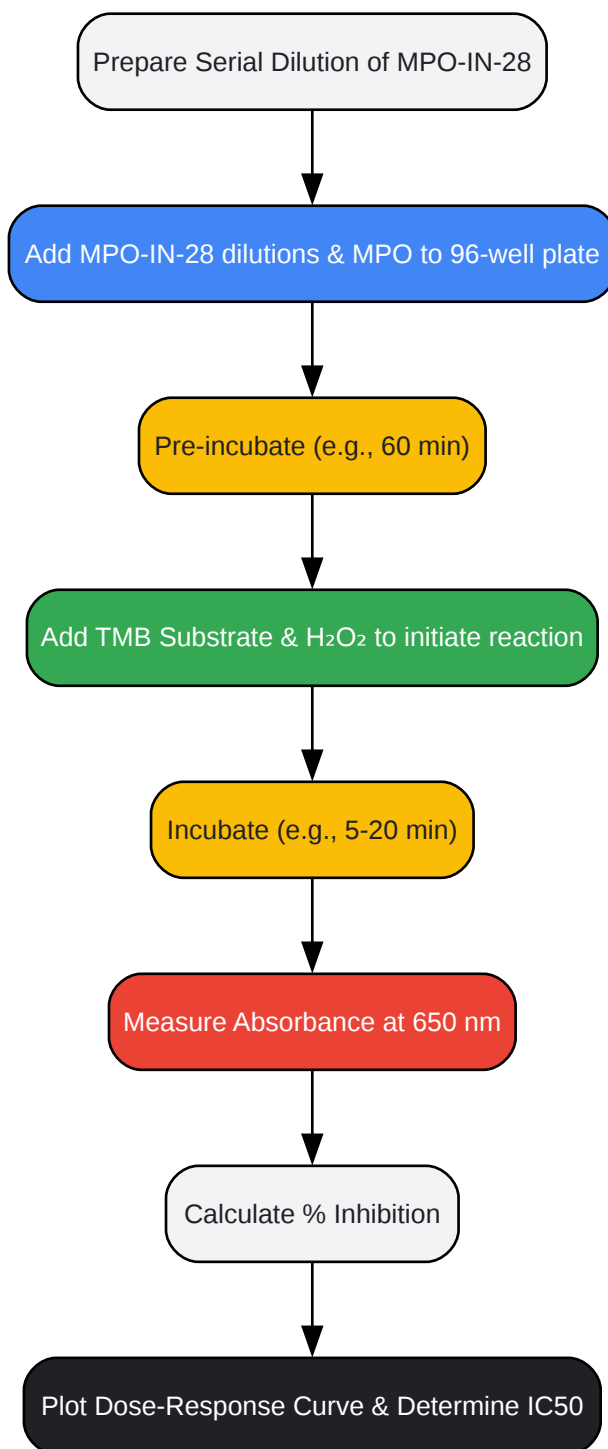 Prepare Serial Dilution of MPO-IN-28
Add MPO-IN-28 dilutions & MPO to 96-well plate
Pre-incubate (e.g., 60 min)
Add TMB Substrate & H₂O₂ to initiate reaction
Incubate (e.g., 5-20 min)
Measure Absorbance at 650 nm
Calculate % Inhibition
Plot Dose-Response Curve & Determine IC50